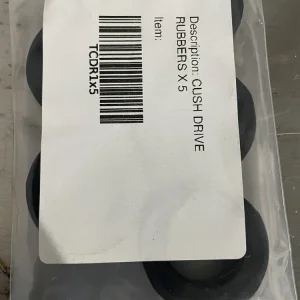 Description: CUSH DRIVE
RUBBERS X 5
Item:
TCDR1x5